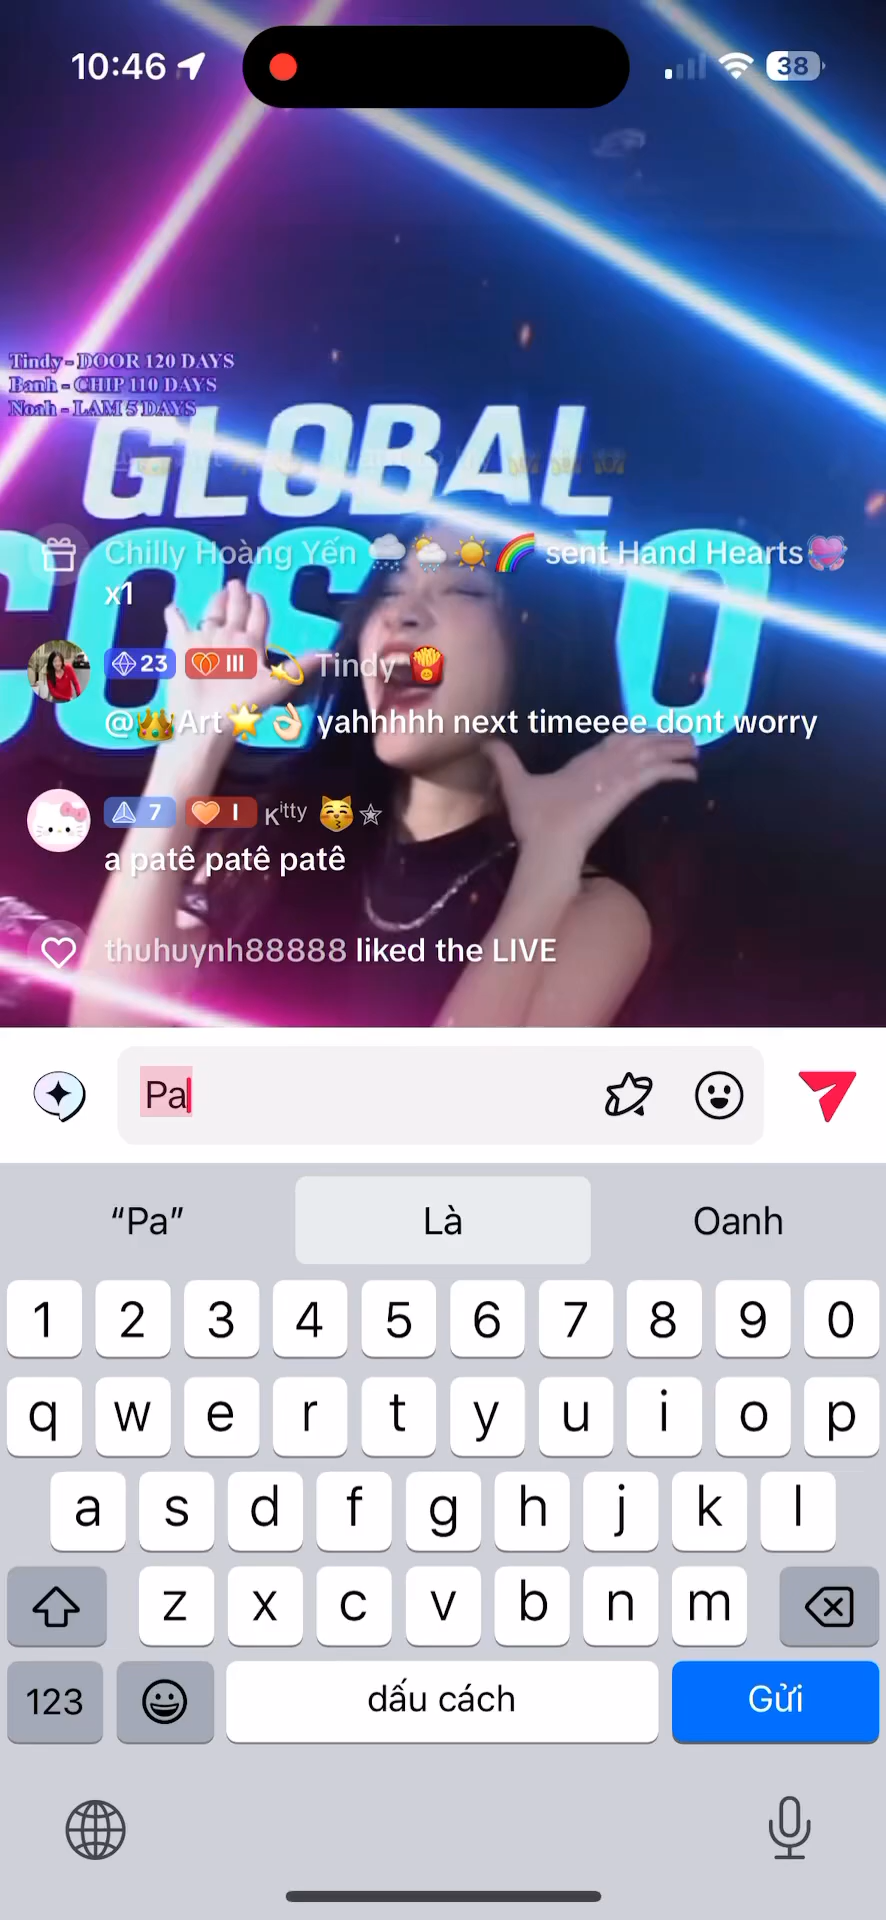 10:46
38
Tindy - DOOR 120 DAYS
Banh - CHIP 110 DAYS
Noah - LAM 5 DAYS
GLOBAL
Chilly Hoàng Yến 🌧️🌦️☀️🌈 sent Hand Hearts💓
x1
23 III 💫 Tindy 🍟
@👑Art🌟👌🏻 yahhhhh next timeeee dont worry
7 I Kⁱᵗᵗʸ 😽✯
a patê patê patê
thuhuynh88888 liked the LIVE
Pa
“Pa” Là Oanh
1 2 3 4 5 6 7 8 9 0
q w e r t y u i o p
a s d f g h j k l
z x c v b n m
123 dấu cách Gửi